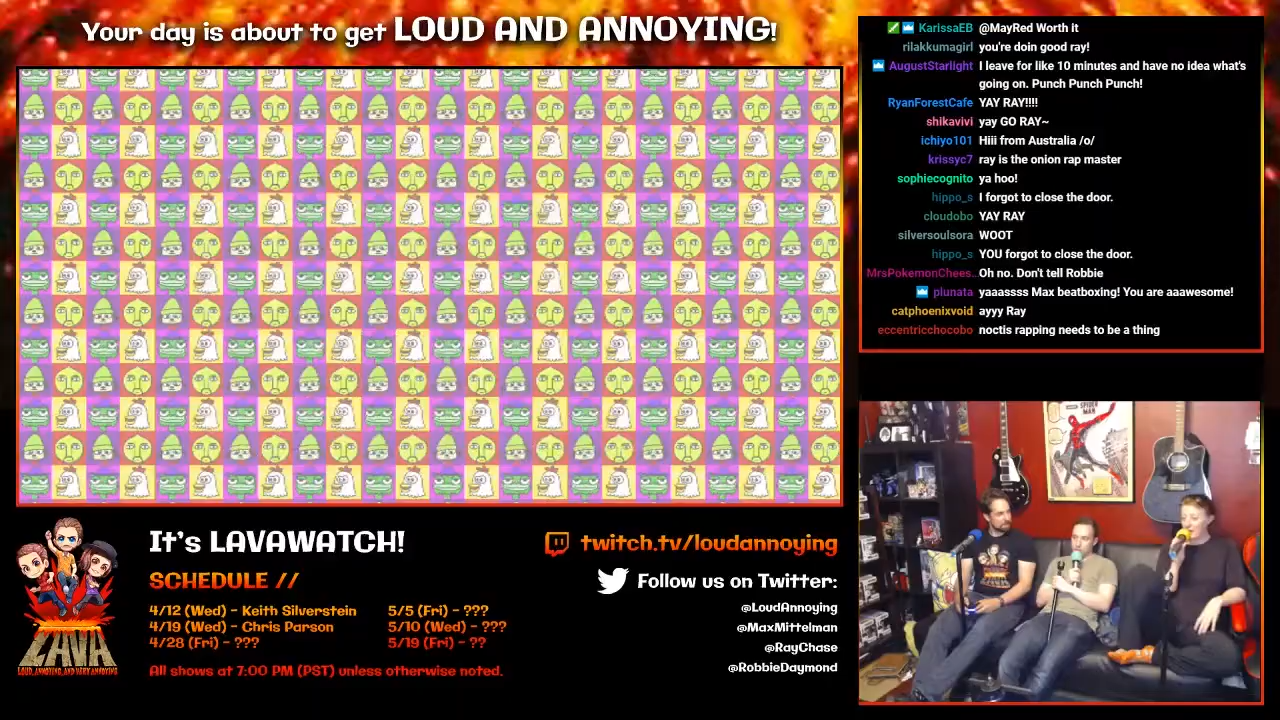 Your day is about to get LOUD AND ANNOYING!
KarissaEB @MayRed Worth it
rilakkumagirl you're doin good ray!
AugustStarlight I leave for like 10 minutes and have no idea what's
going on. Punch Punch Punch!
RyanForestCafe YAY RAY!!!!
shikavivi yay GO RAY~
ichiyo101 Hiii from Australia /o/
krissyc7 ray is the onion rap master
sophiecognito ya hoo!
hippo_s I forgot to close the door.
cloudobo YAY RAY
silversoulsora WOOT
hippo_s YOU forgot to close the door.
MrsPokemonChees... Oh no. Don't tell Robbie
plunata yaaassss Max beatboxing! You are aaawesome!
catphoenixvoid ayyy Ray
eccentricchocobo noctis rapping needs to be a thing
SPIDER
MAN
It's LAVAWATCH!
SCHEDULE //
4/12 (Wed) - Keith Silverstein
4/19 (Wed) - Chris Parson
4/28 (Fri) - ???
5/5 (Fri) - ???
5/10 (Wed) - ???
5/19 (Fri) - ??
All shows at 7:00 PM (PST) unless otherwise noted.
twitch.tv/loudannoying
Follow us on Twitter:
@LoudAnnoying
@MaxMittelman
@RayChase
@RobbieDaymond
LAVA
LOUD, ANNOYING, AND VERY ANNOYING